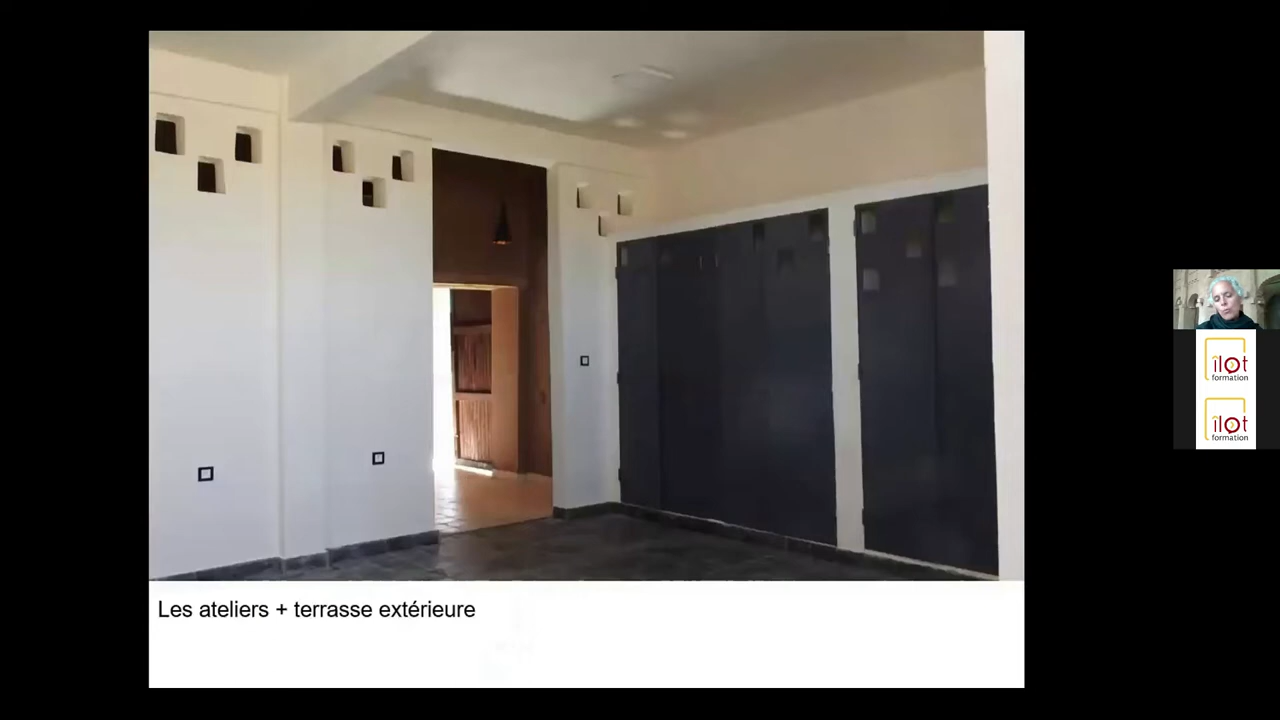 Les ateliers + terrasse extérieure
îlot
formation
îlot
formation